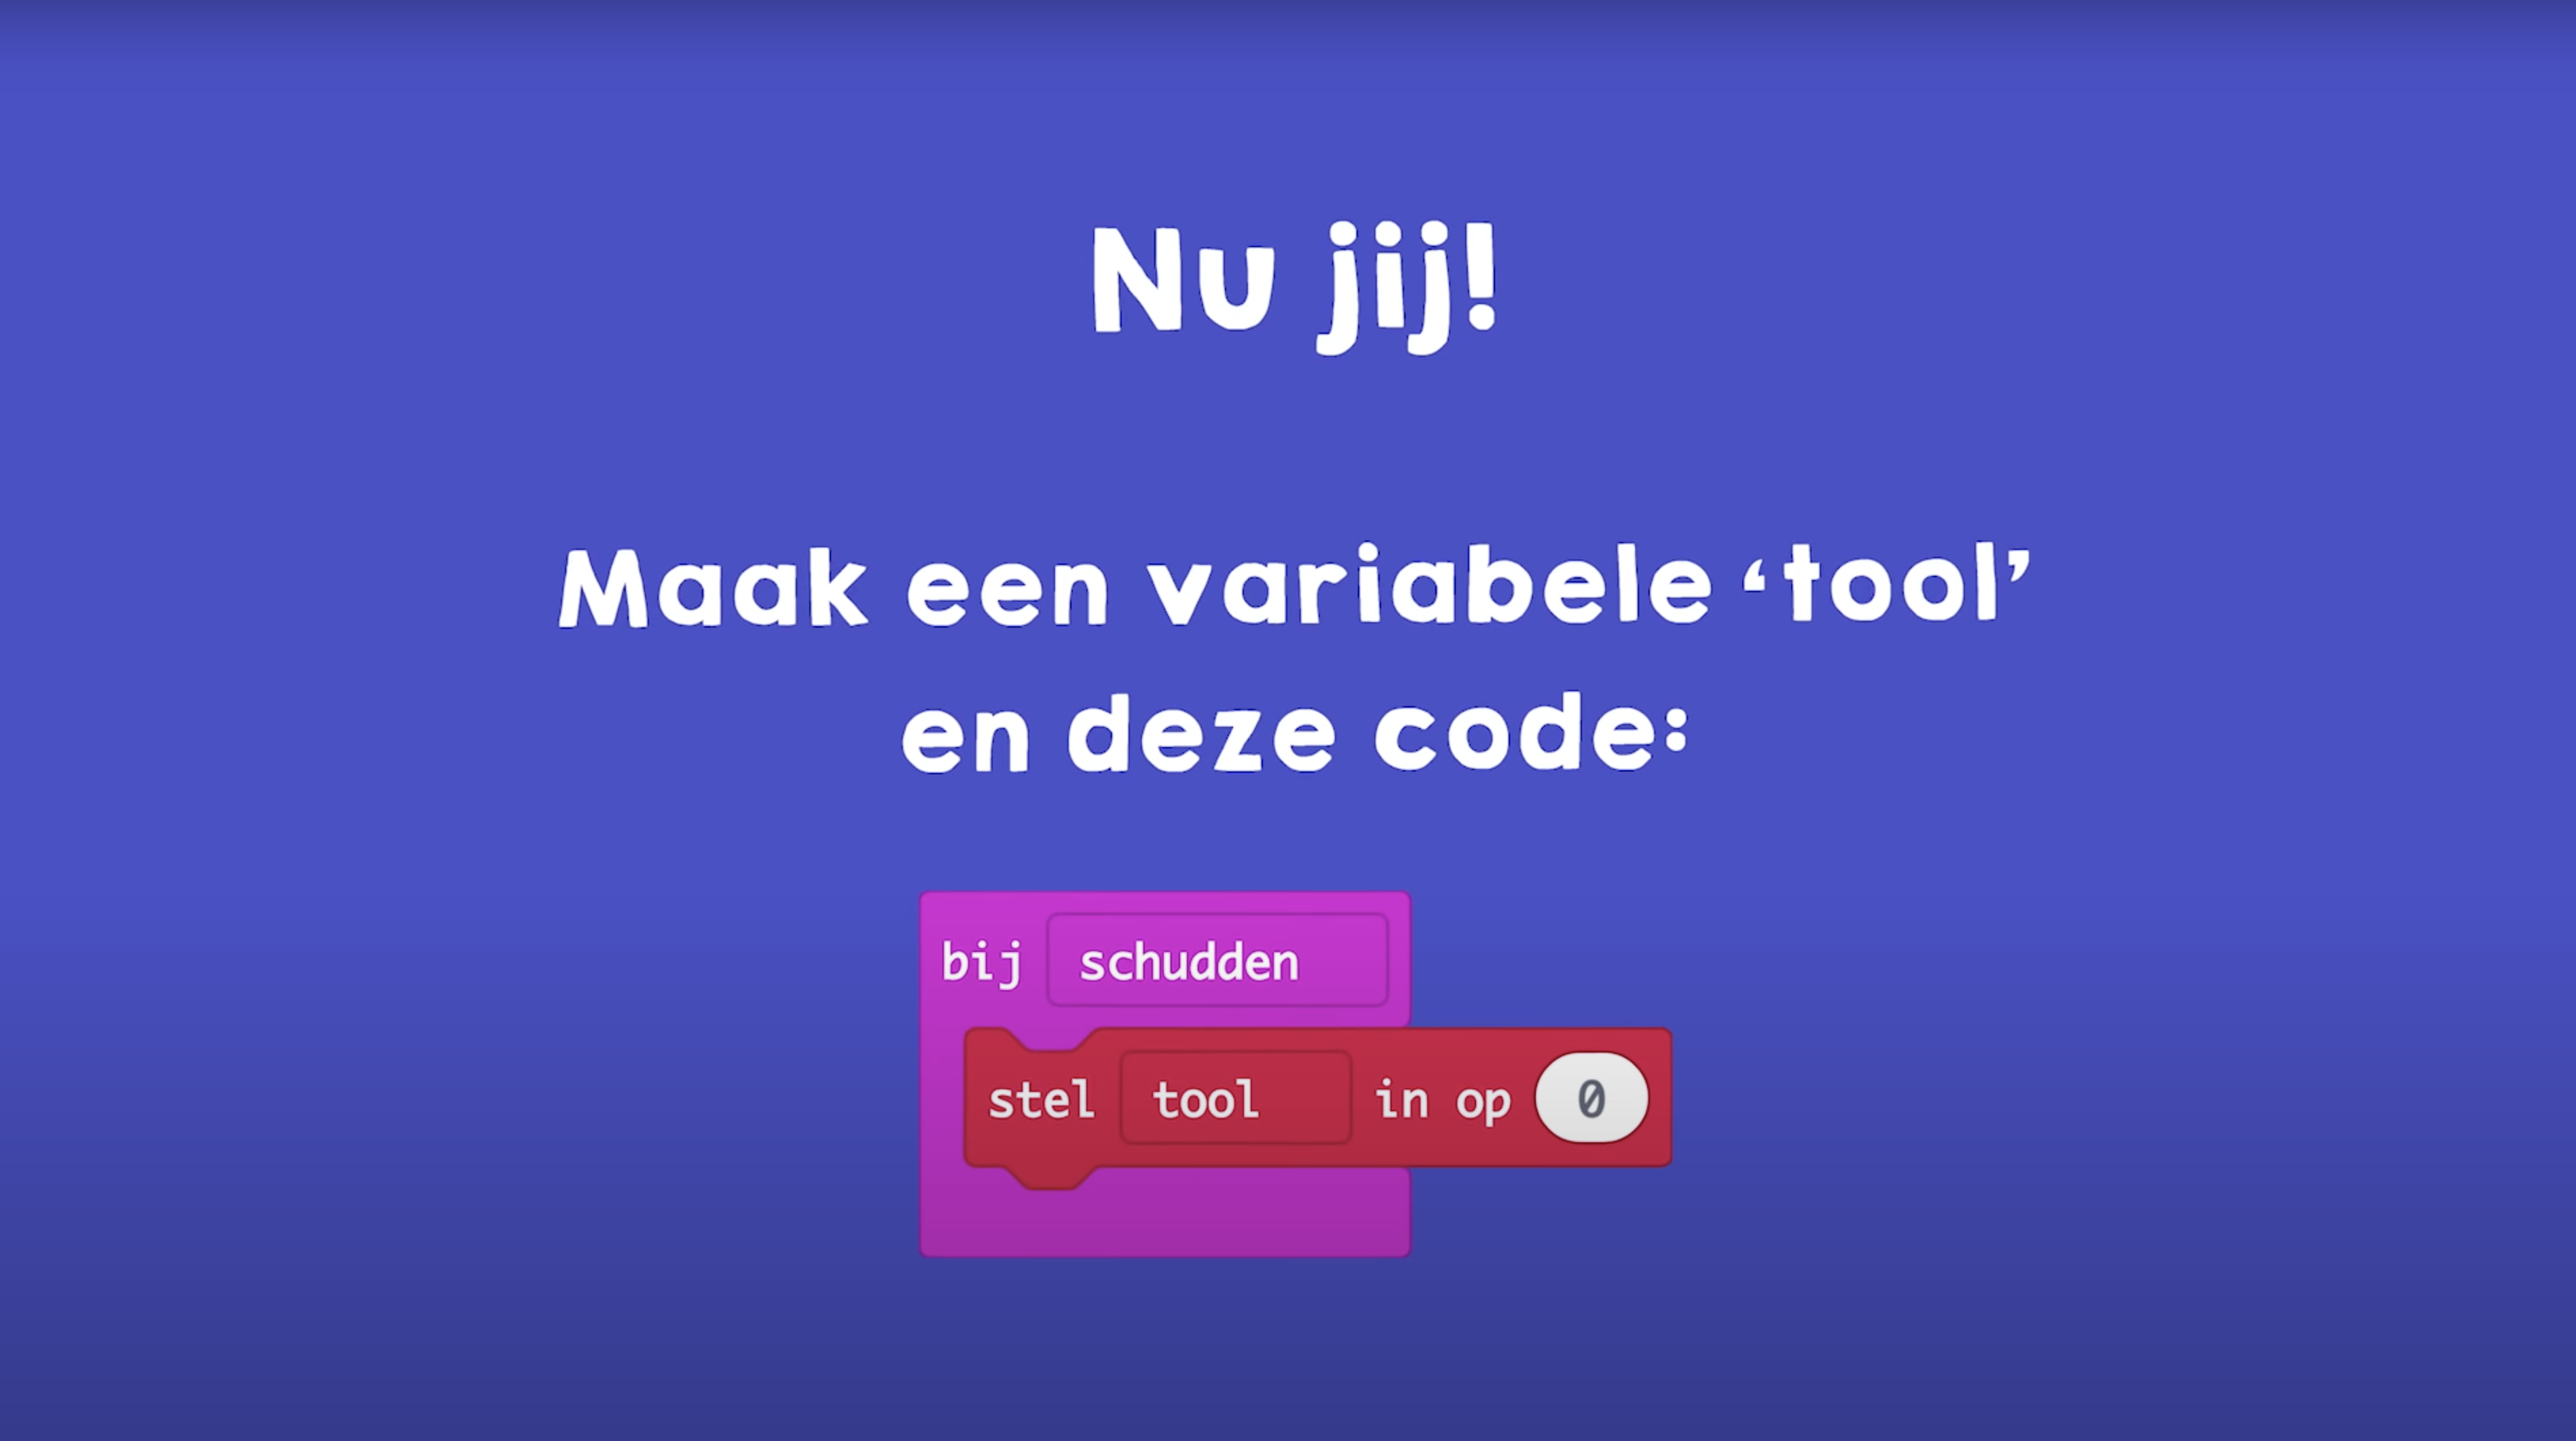 Nu jij!
Maak een variabele ‘tool’
en deze code:
bij schudden
stel tool in op 0